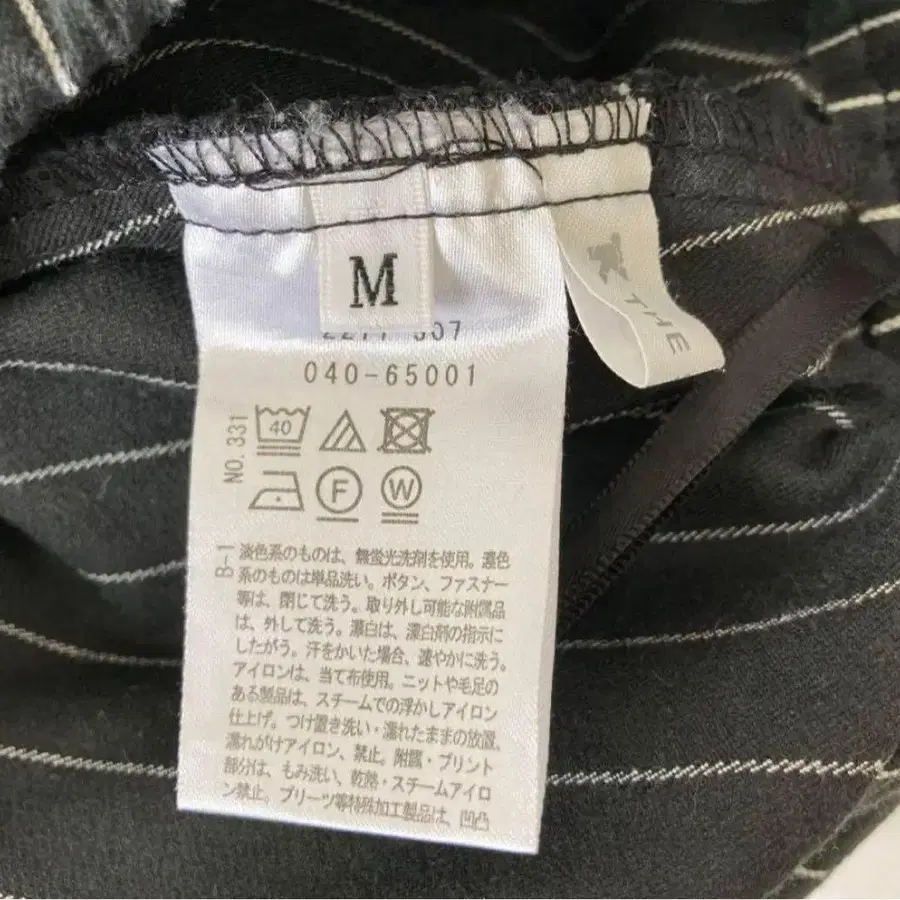 M
THE
040-65001
NO.331
40
F
W
B-1
淡色系のものは、無蛍光洗剤を使用。濃色
系のものは単品洗い。ボタン、ファスナー
等は、閉じて洗う。取り外し可能な附属品
は、外して洗う。漂白は、漂白剤の指示に
したがう。汗をかいた場合、速やかに洗う。
アイロンは、当て布使用。ニットや毛足の
ある製品は、スチームでの浮かしアイロン
仕上げ。つけ置き洗い・濡れたままの放置、
濡れがけアイロン、禁止。附属・プリント
部分は、もみ洗い、乾熱・スチームアイロ
ン禁止。プリーツ等特殊加工製品は、凹凸